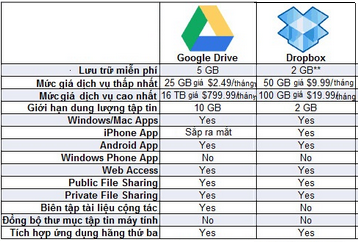 Google Drive Dropbox
Lưu trữ miễn phí 5 GB 2 GB**
Mức giá dịch vụ thấp nhất 25 GB giá $2.49/tháng 50 GB giá $9.99/tháng
Mức giá dịch vụ cao nhất 16 TB giá $799.99/tháng 100 GB giá $19.99/tháng
Giới hạn dung lượng tập tin 10 GB 2 GB
Windows/Mac Apps Yes Yes
iPhone App Sắp ra mắt Yes
Android App Yes Yes
Windows Phone App No No
Web Access Yes Yes
Public File Sharing Yes Yes
Private File Sharing Yes Yes
Biên tập tài liệu cộng tác Yes No
Đồng bộ thư mục tập tin máy tính No No
Tích hợp ứng dụng hãng thứ ba Yes Yes